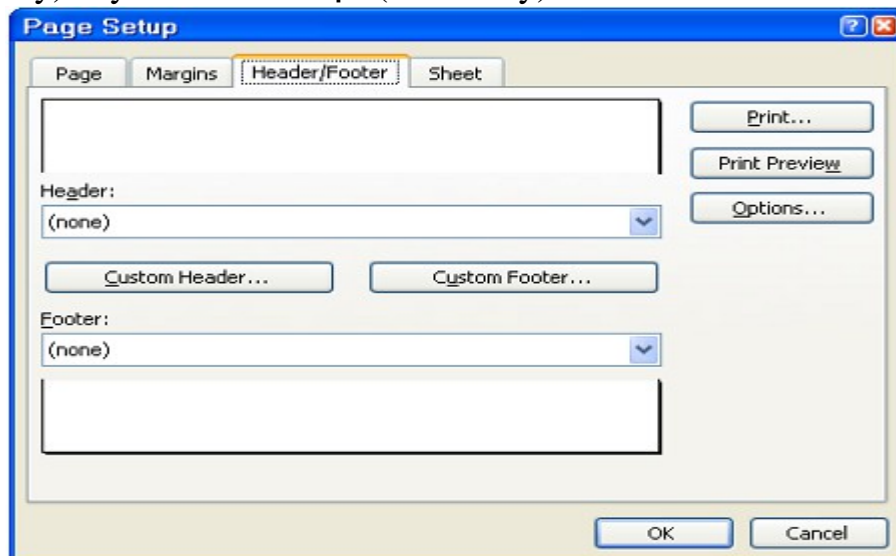 Page Setup
Page Margins Header/Footer Sheet
Print...
Print Preview
Header:
Options...
(none)
Custom Header... Custom Footer...
Footer:
(none)
OK Cancel